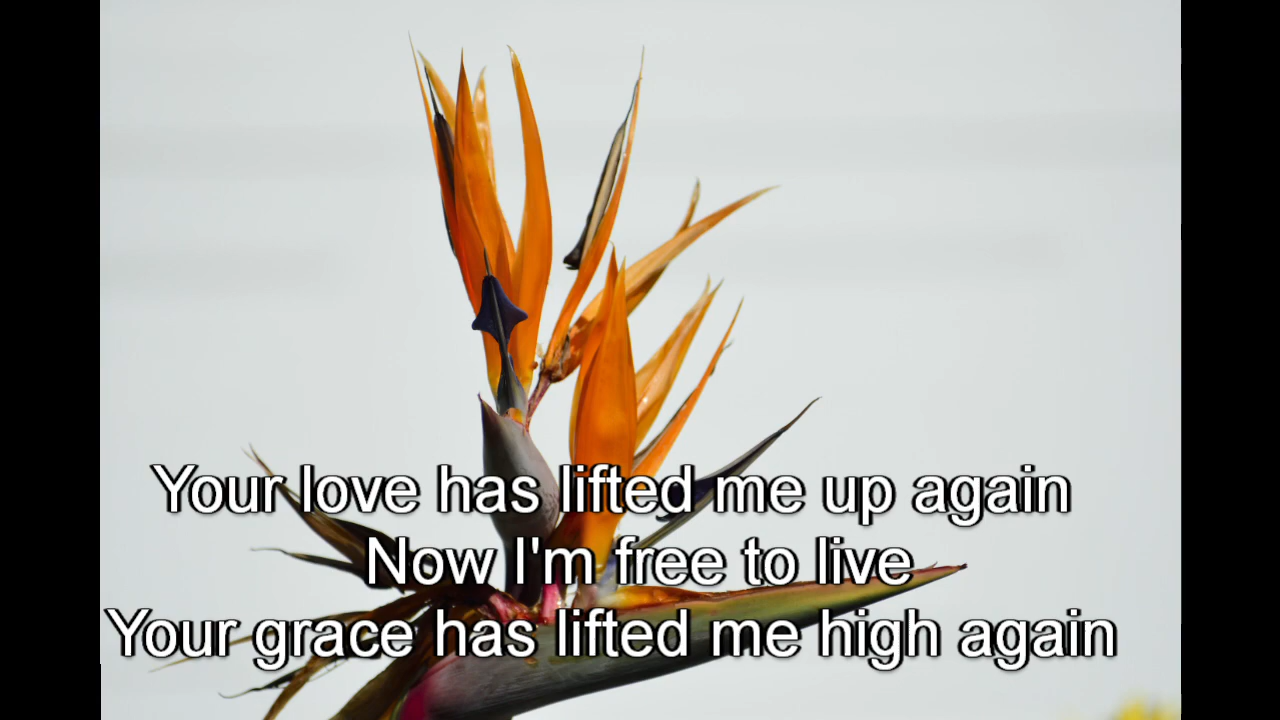 Your love has lifted me up again
Now I'm free to live
Your grace has lifted me high again